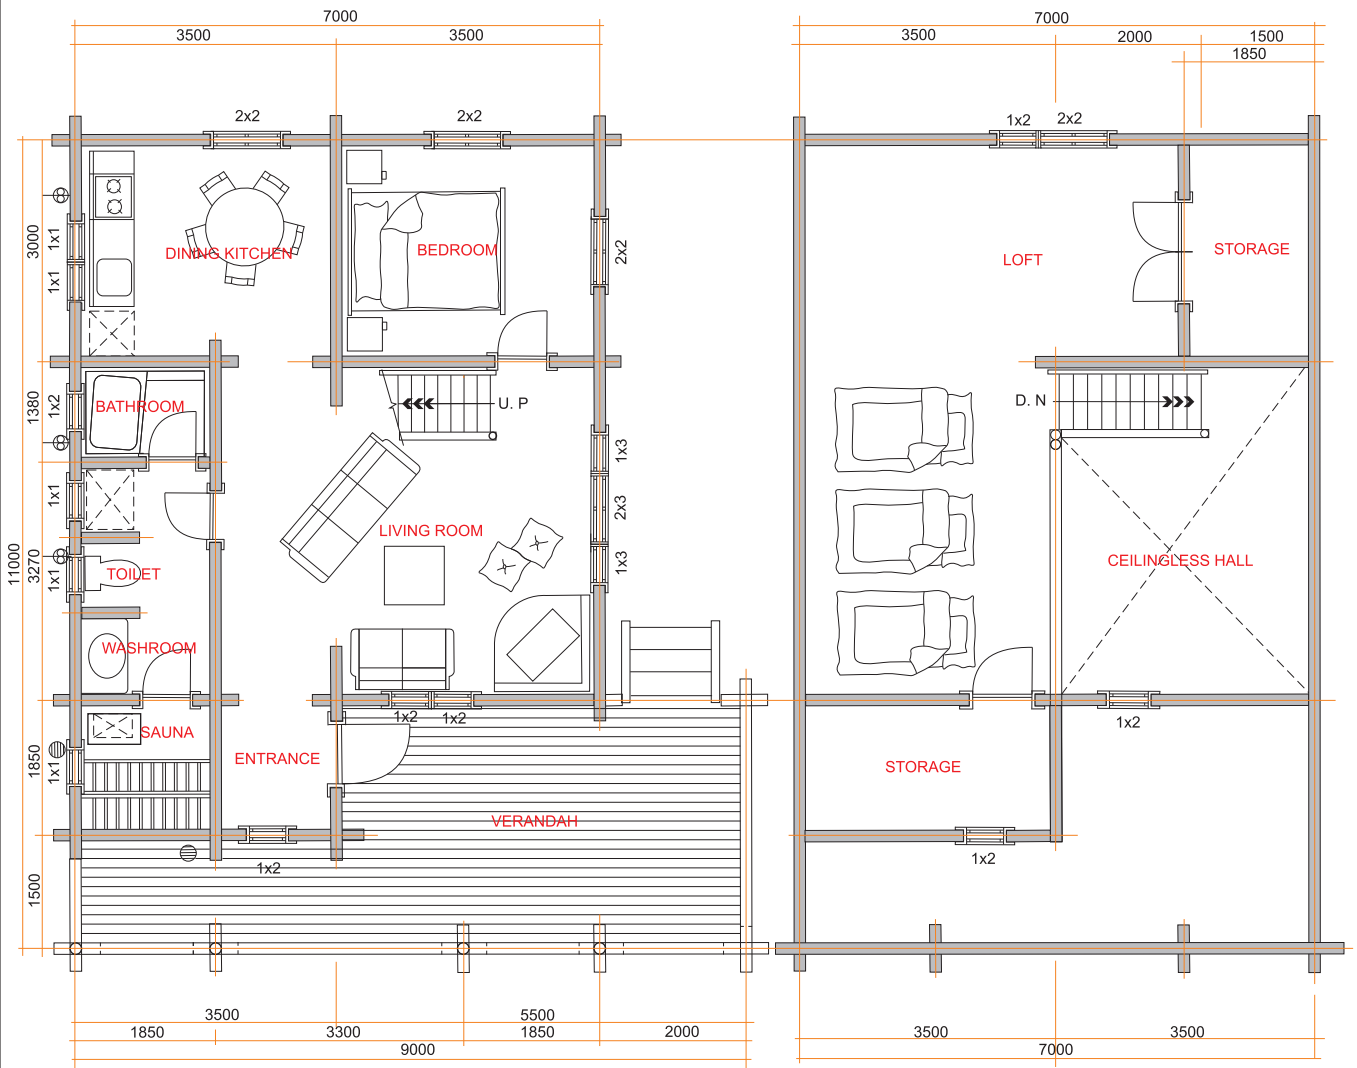 7000
7000
3500
3500
3500
2000
1500
1850
2x2
2x2
1x2
2x2
3000
1x1
1x1
DINING KITCHEN
BEDROOM
2x2
LOFT
STORAGE
1380
1x2
BATHROOM
U. P
D. N
1x3
2x3
1x3
1x1
LIVING ROOM
11000
3270
1x1
TOILET
CEILINGLESS HALL
WASHROOM
1x2
1x2
1x2
SAUNA
1850
1x1
ENTRANCE
STORAGE
VERANDAH
1x2
1x2
1500
3500
5500
1850
3300
1850
2000
3500
3500
9000
7000